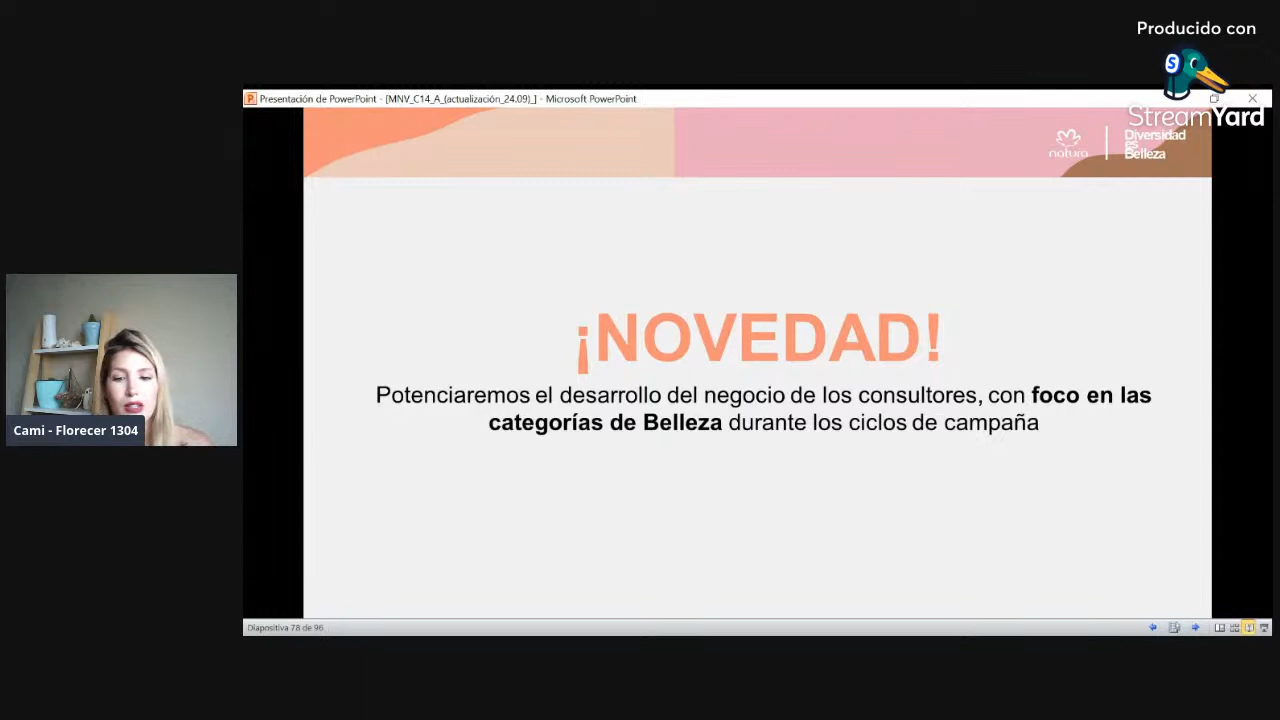 Producido con
StreamYard
Presentación de PowerPoint - [MNV_C14_A_(actualización_24.09)_] - Microsoft PowerPoint
natura
Diversidad
es
Belleza
¡NOVEDAD!
Potenciaremos el desarrollo del negocio de los consultores, con foco en las
categorías de Belleza durante los ciclos de campaña
Cami - Florecer 1304
Diapositiva 78 de 96